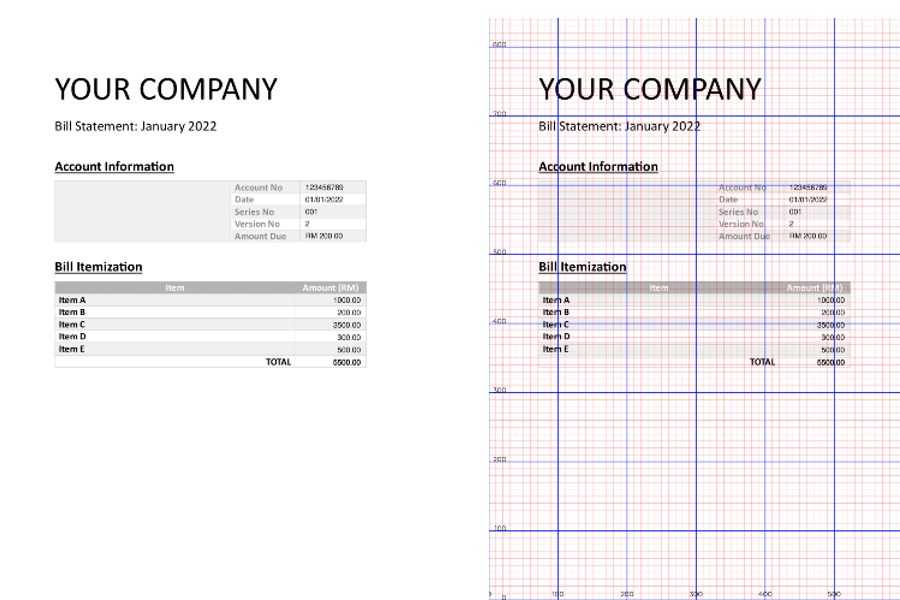 YOUR COMPANY
Bill Statement: January 2022
Account Information
Account No 123456789
Date 01/01/2022
Series No 001
Version No 2
Amount Due RM 200.00
Bill Itemization
Item Amount (RM)
Item A 1000.00
Item B 200.00
Item C 3500.00
Item D 300.00
Item E 500.00
TOTAL 5500.00
800
YOUR COMPANY
700
Bill Statement: January 2022
Account Information
600
Account No 123456789
Date 01/01/2022
Series No 001
Version No 2
Amount Due RM 200.00
500
Bill Itemization
Item Amount (RM)
Item A 1000.00
Item B 200.00
400
Item C 3500.00
Item D 300.00
Item E 500.00
TOTAL 5500.00
300
200
100
0 0 100 200 300 400 500